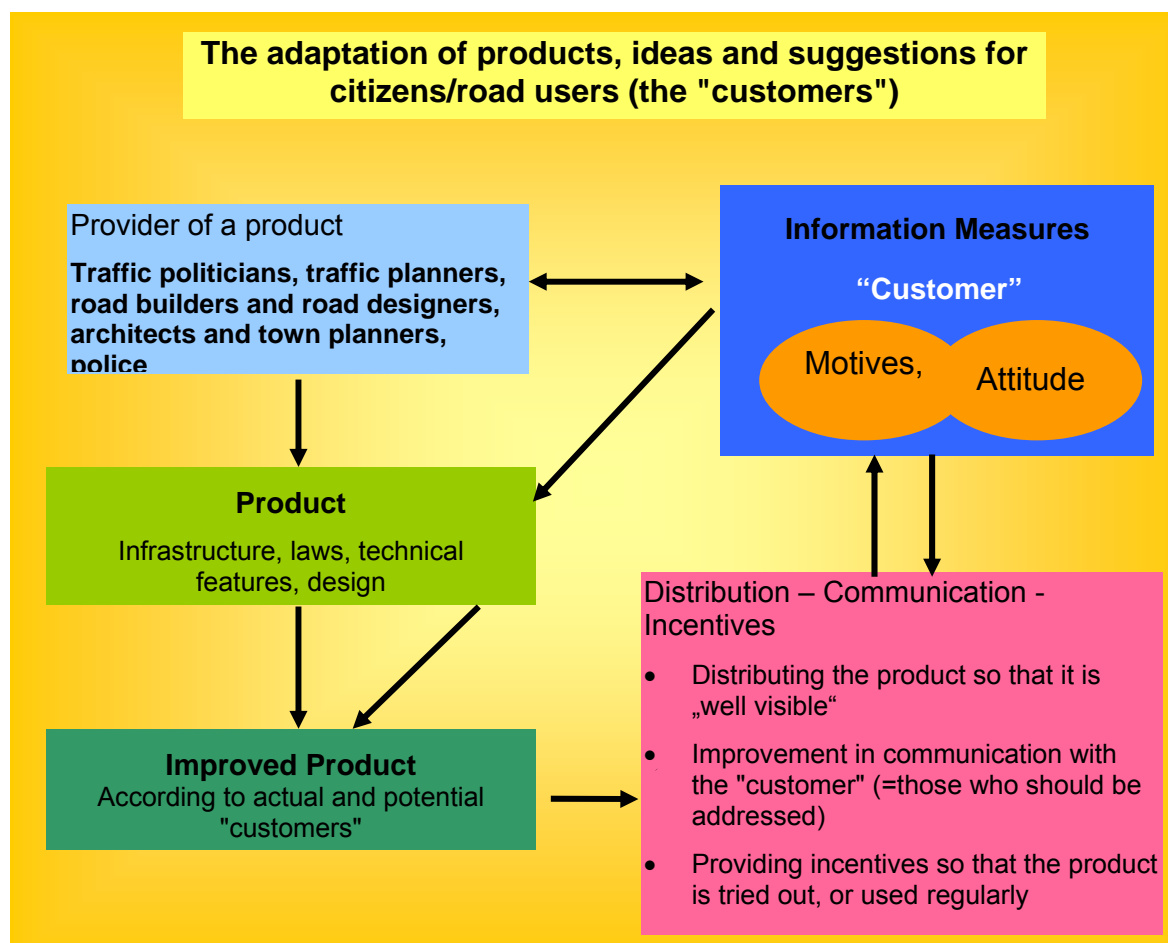 The adaptation of products, ideas and suggestions for
citizens/road users (the "customers")
Provider of a product
Traffic politicians, traffic planners,
road builders and road designers,
architects and town planners,
police
Information Measures
“Customer”
Motives,
Attitude
Product
Infrastructure, laws, technical
features, design
Improved Product
According to actual and potential
"customers"
Distribution – Communication -
Incentives
• Distributing the product so that it is
„well visible“
• Improvement in communication with
the "customer" (=those who should be
addressed)
• Providing incentives so that the product
is tried out, or used regularly